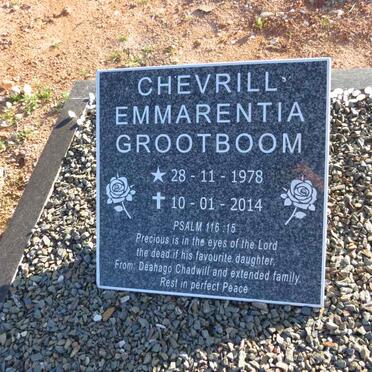 CHEVRILL
EMMARENTIA
GROOTBOOM
28 - 11 - 1978
10 - 01 - 2014
PSALM 116 :15
Precious is in the eyes of the Lord
the dead if his favourite daughter.
From: Deahago Chadwill and extended family.
Rest in perfect Peace